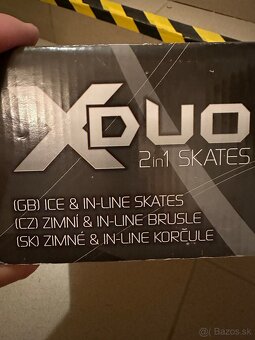 XDUO
2in1 SKATES
(GB) ICE & IN-LINE SKATES
(CZ) ZIMNÍ & IN-LINE BRUSLE
(SK) ZIMNÉ & IN-LINE KORČULE
Bazos.sk